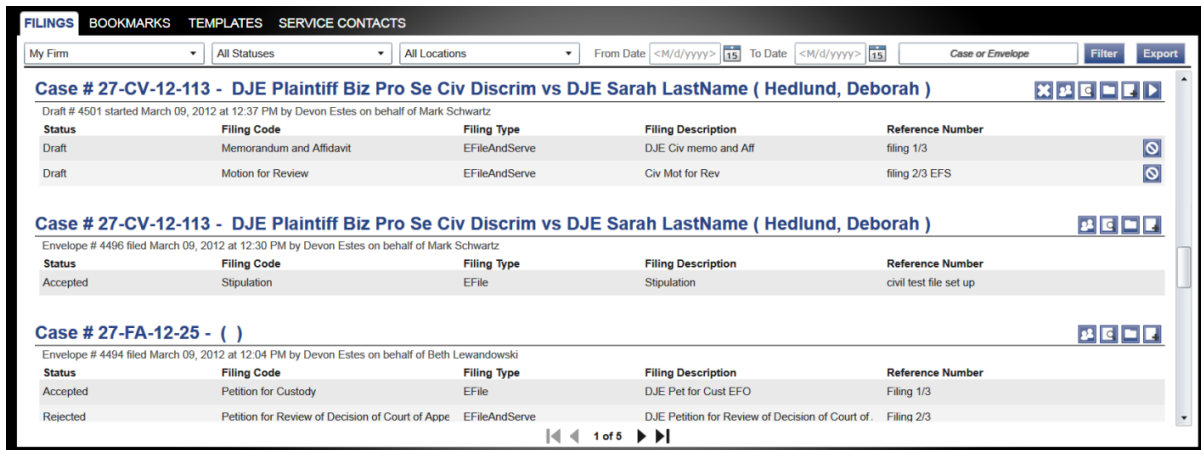 FILINGS BOOKMARKS TEMPLATES SERVICE CONTACTS
My Firm All Statuses All Locations From Date <M/d/yyyy> 15 To Date <M/d/yyyy> 15 Case or Envelope Filter Export
Case # 27-CV-12-113 - DJE Plaintiff Biz Pro Se Civ Discrim vs DJE Sarah LastName ( Hedlund, Deborah )
Draft # 4501 started March 09, 2012 at 12:37 PM by Devon Estes on behalf of Mark Schwartz
Status Filing Code Filing Type Filing Description Reference Number
Draft Memorandum and Affidavit EFileAndServe DJE Civ memo and Aff filing 1/3
Draft Motion for Review EFileAndServe Civ Mot for Rev filing 2/3 EFS
Case # 27-CV-12-113 - DJE Plaintiff Biz Pro Se Civ Discrim vs DJE Sarah LastName ( Hedlund, Deborah )
Envelope # 4496 filed March 09, 2012 at 12:30 PM by Devon Estes on behalf of Mark Schwartz
Status Filing Code Filing Type Filing Description Reference Number
Accepted Stipulation EFile Stipulation civil test file set up
Case # 27-FA-12-25 - ( )
Envelope # 4494 filed March 09, 2012 at 12:04 PM by Devon Estes on behalf of Beth Lewandowski
Status Filing Code Filing Type Filing Description Reference Number
Accepted Petition for Custody EFile DJE Pet for Cust EFO Filing 1/3
Rejected Petition for Review of Decision of Court of Appe EFileAndServe DJE Petition for Review of Decision of Court of . Filing 2/3
1 of 5